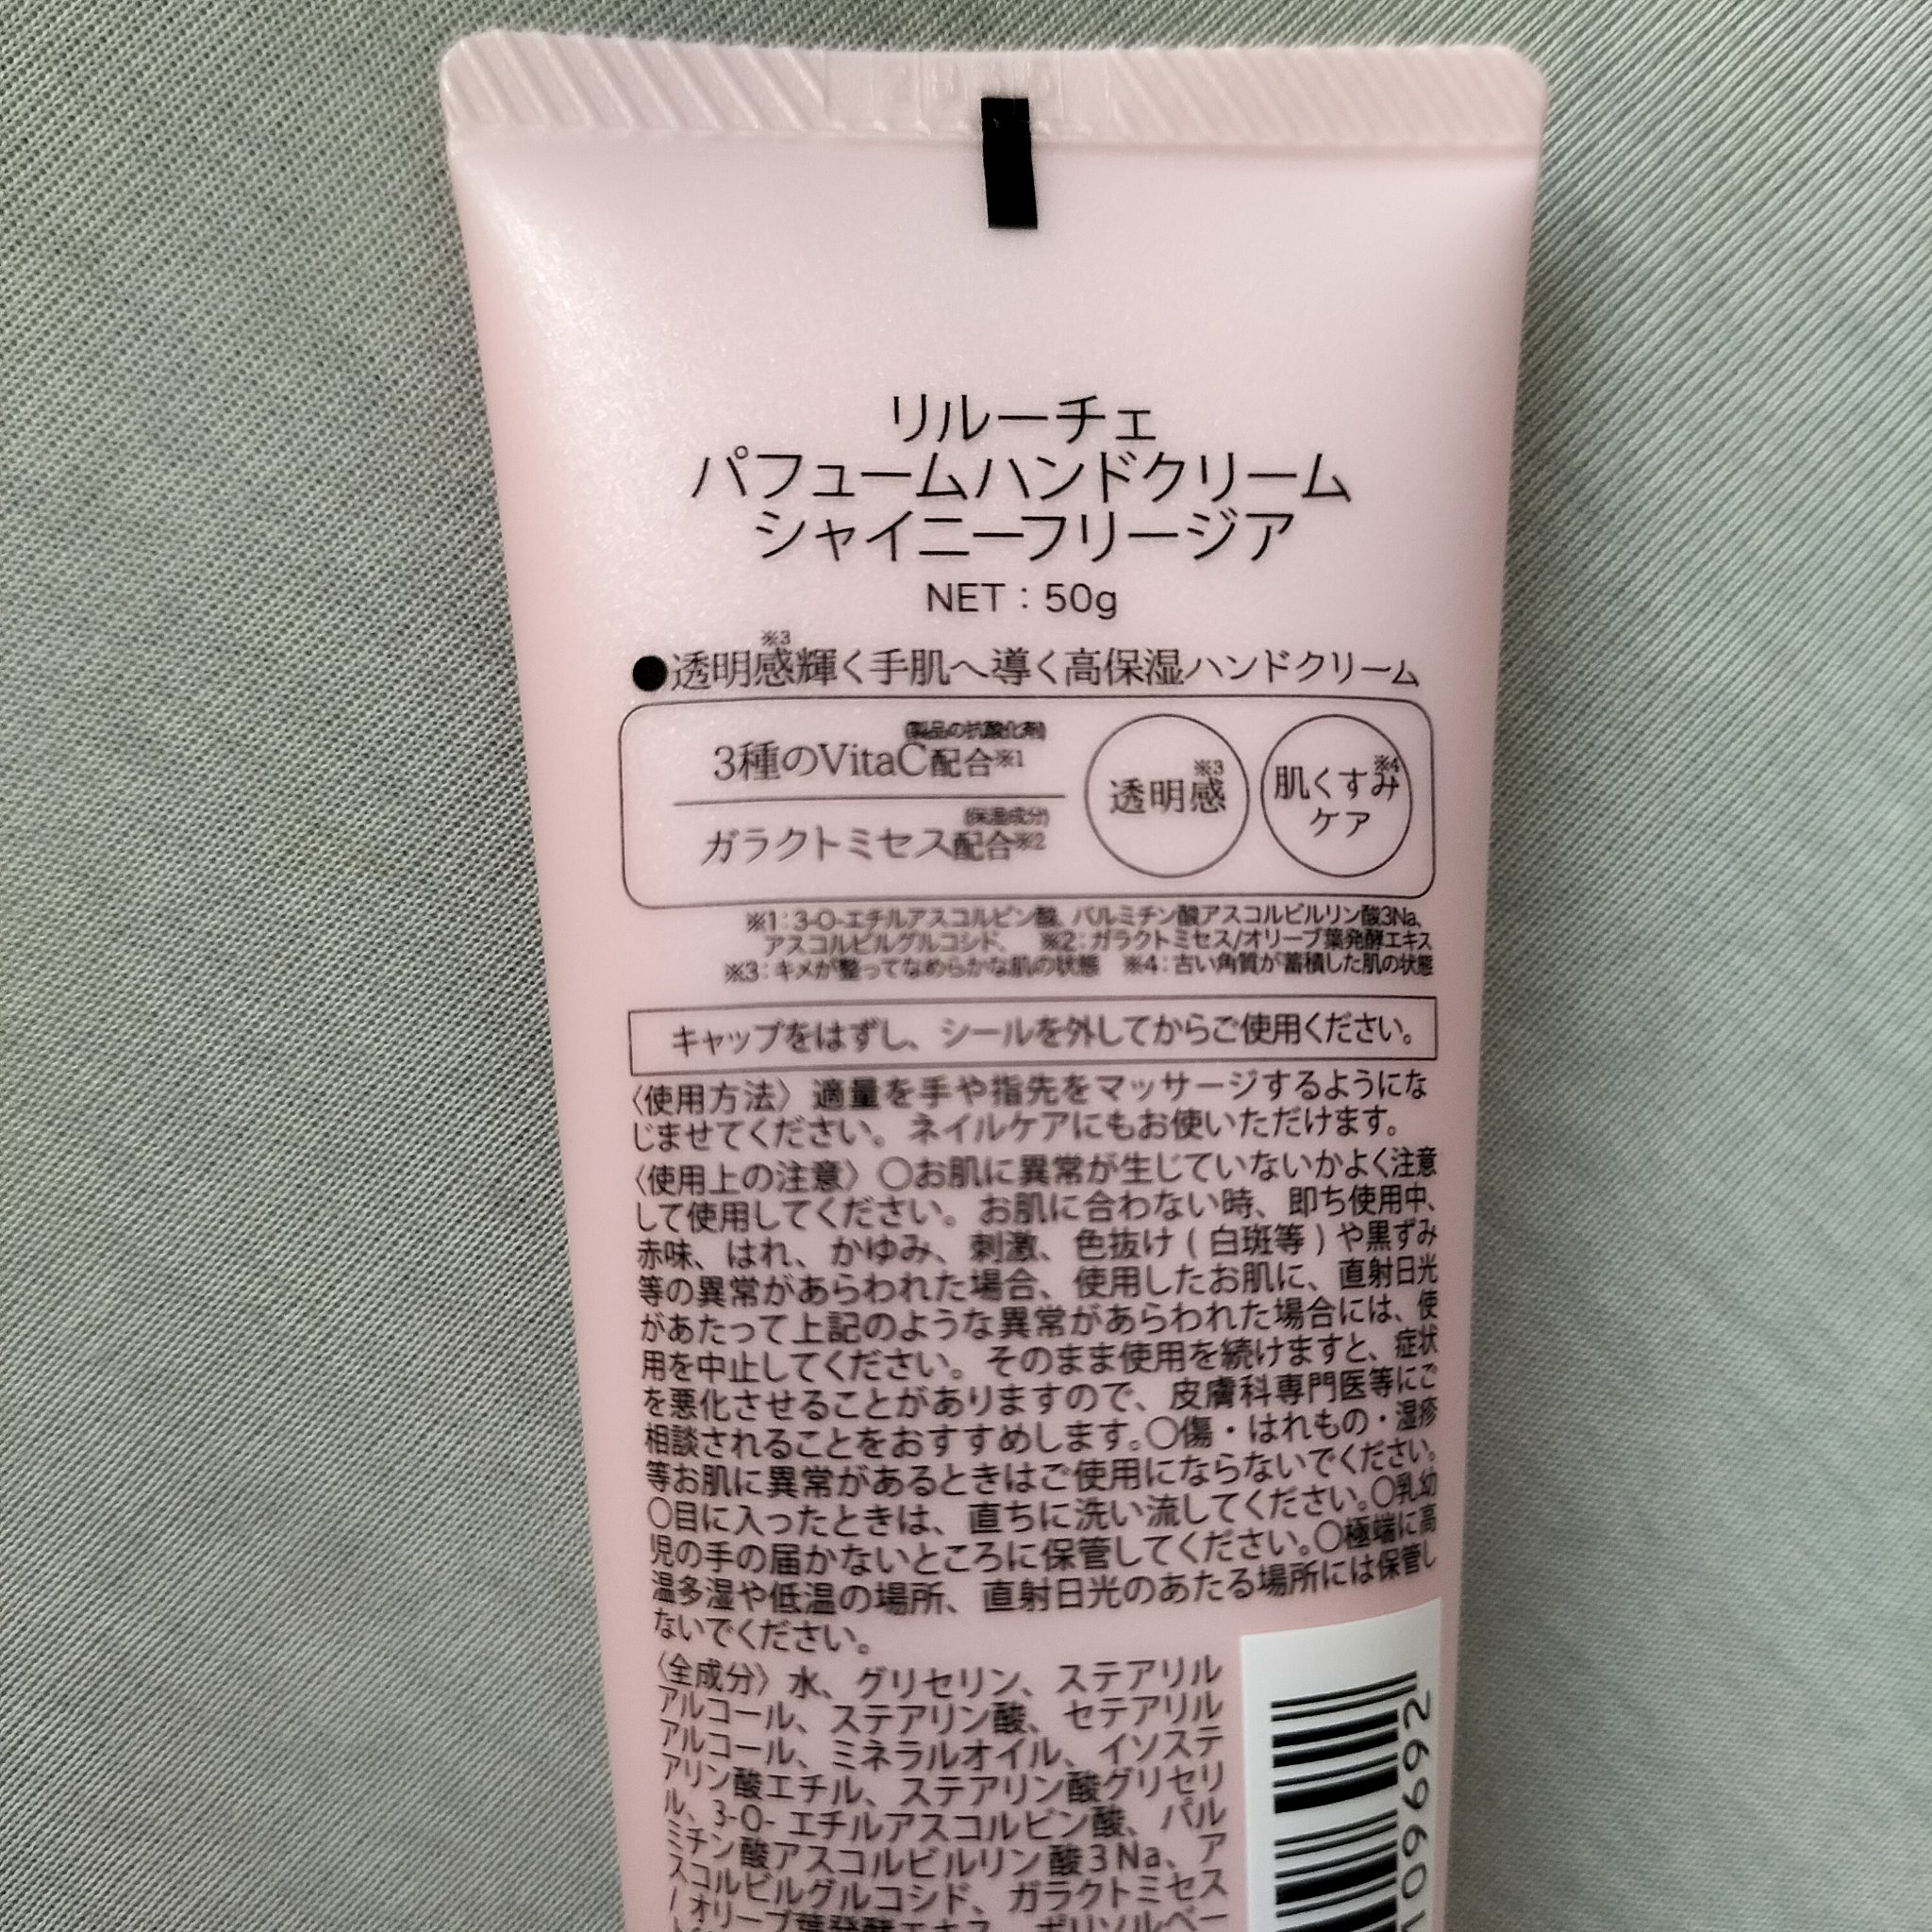 リルーチェ
パフュームハンドクリーム
シャイニーフリージア
NET：50g
●透明感※3輝く手肌へ導く高保湿ハンドクリーム
(製品の抗酸化剤)
3種のVitaC配合※1
(保湿成分)
ガラクトミセス配合※2
透明感※3
肌くすみ※4
ケア
※1：3-O-エチルアスコルビン酸、パルミチン酸アスコルビルリン酸3Na、
アスコルビルグルコシド、 ※2：ガラクトミセス/オリーブ葉発酵エキス
※3：キメが整ってなめらかな肌の状態 ※4：古い角質が蓄積した肌の状態
キャップをはずし、シールを外してからご使用ください。
〈使用方法〉適量を手や指先をマッサージするようにな
じませてください。ネイルケアにもお使いただけます。
〈使用上の注意〉〇お肌に異常が生じていないかよく注意
して使用してください。お肌に合わない時、即ち使用中、
赤味、はれ、かゆみ、刺激、色抜け(白斑等)や黒ずみ
等の異常があらわれた場合、使用したお肌に、直射日光
があたって上記のような異常があらわれた場合には、使
用を中止してください。そのまま使用を続けますと、症状
を悪化させることがありますので、皮膚科専門医等にご
相談されることをおすすめします。〇傷・はれもの・湿疹
等お肌に異常があるときはご使用にならないでください。
〇目に入ったときは、直ちに洗い流してください。〇乳幼
児の手の届かないところに保管してください。〇極端に高
温多湿や低温の場所、直射日光のあたる場所には保管し
ないでください。
〈全成分〉水、グリセリン、ステアリル
アルコール、ステアリン酸、セテアリル
アルコール、ミネラルオイル、イソステ
アリン酸エチル、ステアリン酸グリセリ
ル、3-O-エチルアスコルビン酸、パル
ミチン酸アスコルビルリン酸3Na、ア
スコルビルグルコシド、ガラクトミセス
/オリーブ葉発酵エキス、ポリソルベー
109692